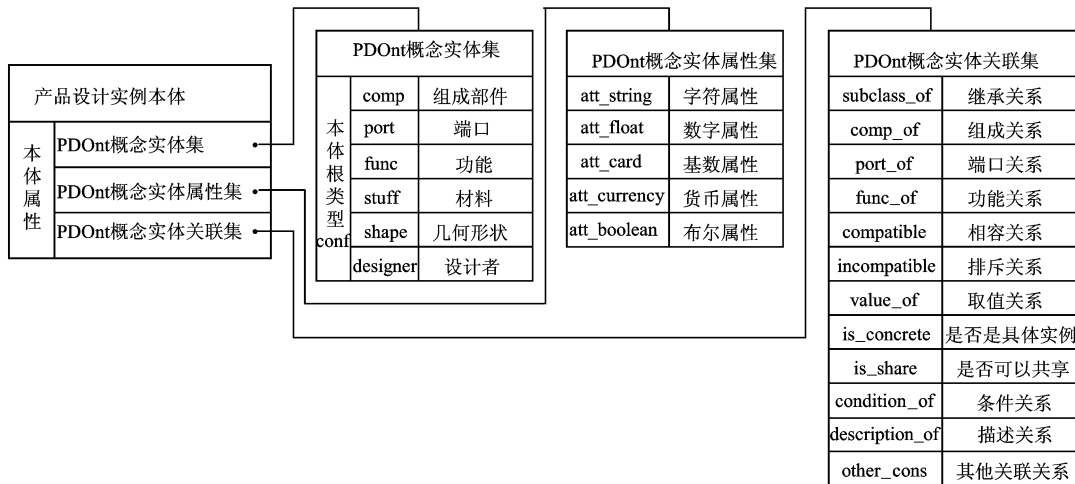 产品设计实例本体
本体属性
PDOnt概念实体集
PDOnt概念实体属性集
PDOnt概念实体关联集
PDOnt概念实体集
本体根类型
conf
comp 组成部件
port 端口
func 功能
stuff 材料
shape 几何形状
designer 设计者
PDOnt概念实体属性集
att_string 字符属性
att_float 数字属性
att_card 基数属性
att_currency 货币属性
att_boolean 布尔属性
PDOnt概念实体关联集
subclass_of 继承关系
comp_of 组成关系
port_of 端口关系
func_of 功能关系
compatible 相容关系
incompatible 排斥关系
value_of 取值关系
is_concrete 是否是具体实例
is_share 是否可以共享
condition_of 条件关系
description_of 描述关系
other_cons 其他关联关系